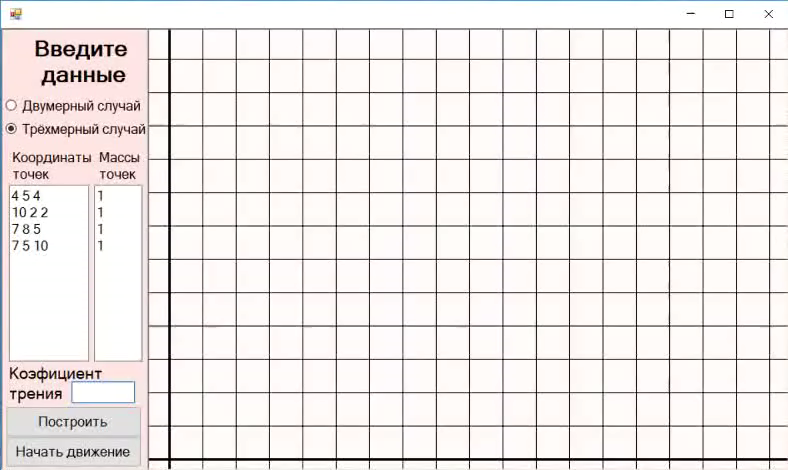 Введите
данные
Двумерный случай
Трёхмерный случай
Координаты
точек
Массы
точек
4 5 4
10 2 2
7 8 5
7 5 10
1
1
1
1
Коэфициент
трения
Построить
Начать движение